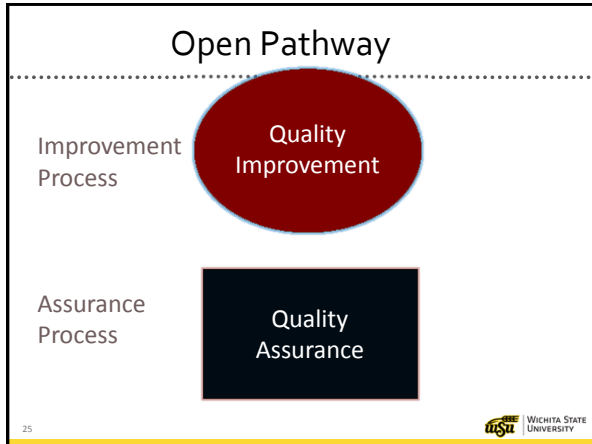 Open Pathway
Improvement
Process
Quality
Improvement
Assurance
Process
Quality
Assurance
25
WSU
WICHITA STATE
UNIVERSITY